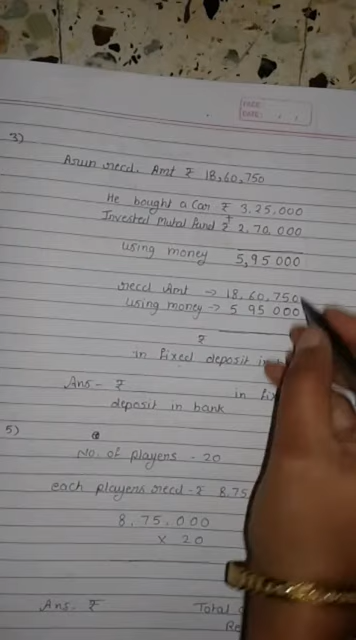 PAGE:
DATE: / /
3)
Arun recd. Amt ₹ 18,60,750
He bought a Car ₹ 3,25,000
+
Invested Mutal Fund ₹ 2,70,000
using money 5,95 000
recd Amt → 18,60,750
using money → 5 95 000
₹
in fixed deposit in
Ans - ₹ in
deposit in bank
5)
No. of players - 20
each players recd - ₹ 8.75
8,75,000
x 20
Ans. ₹ Total